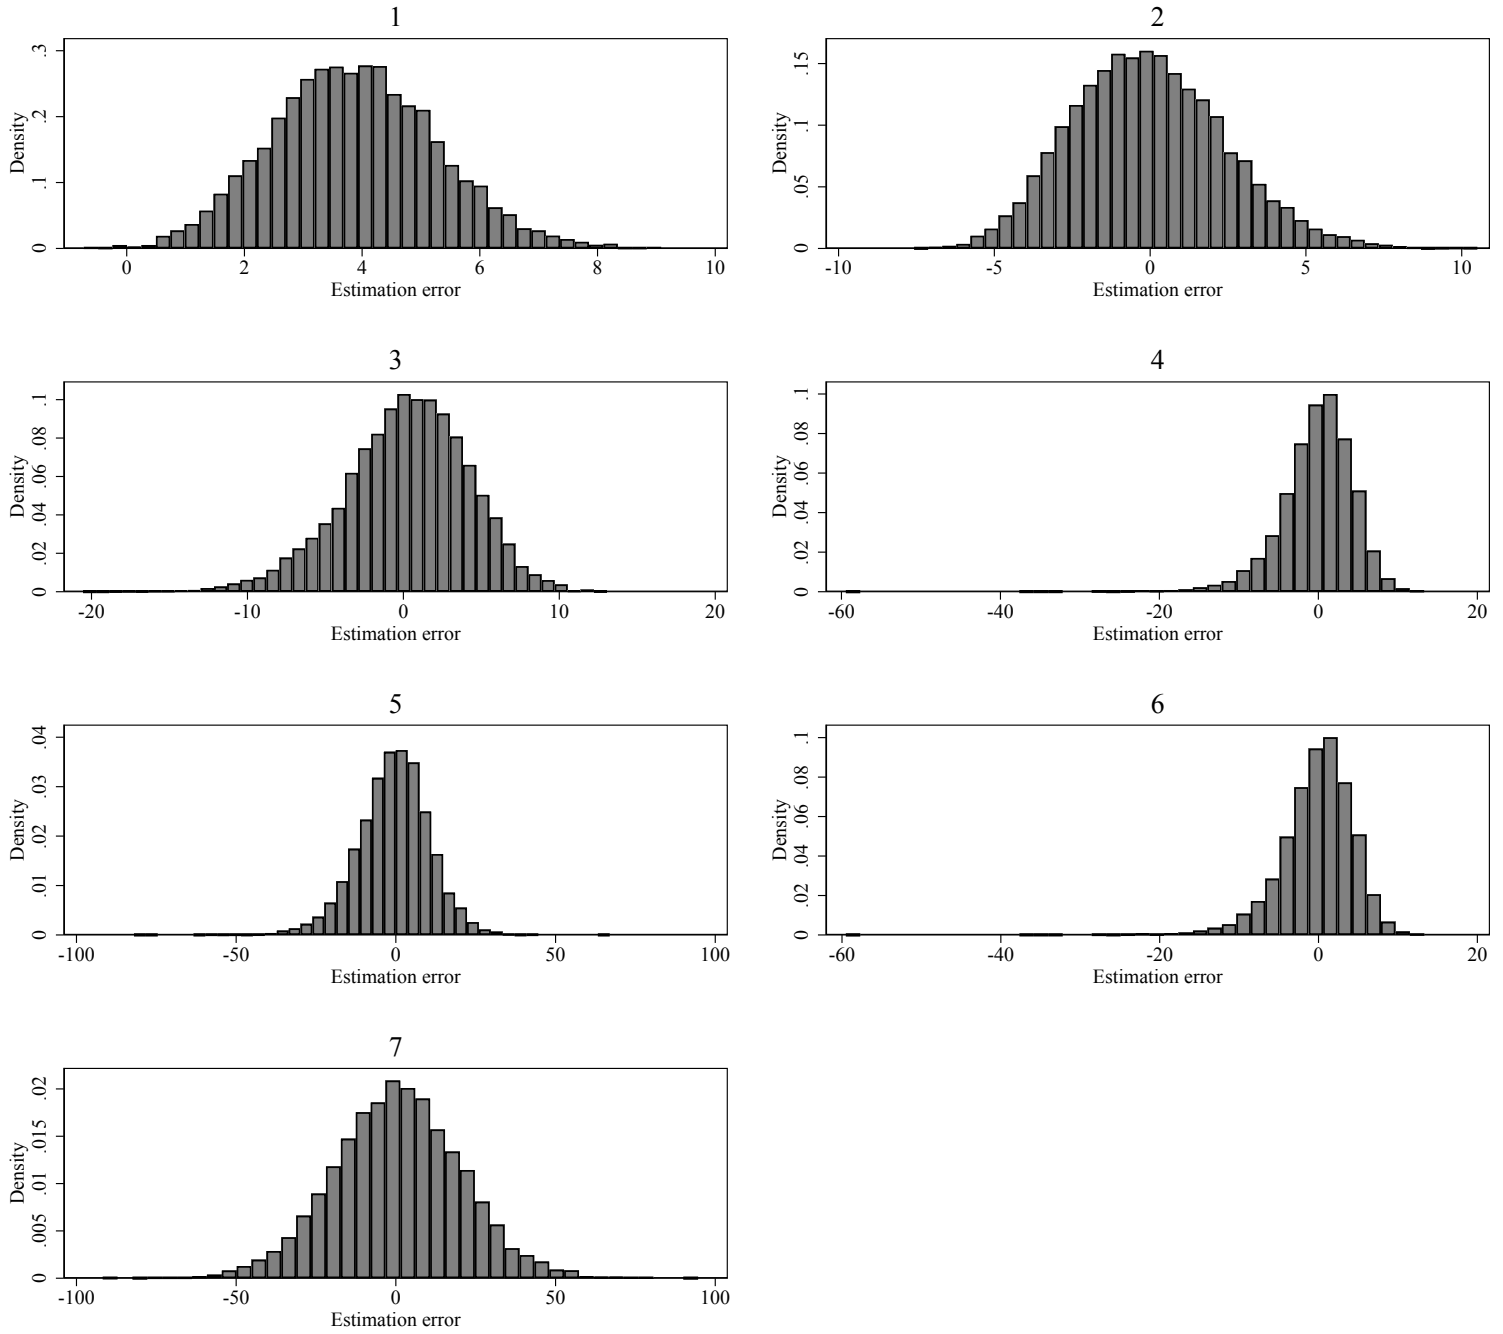 1
Density
0 .1 .2 .3
0 2 4 6 8 10
Estimation error
2
Density
0 .05 .1 .15
-10 -5 0 5 10
Estimation error
3
Density
0 .02 .04 .06 .08 .1
-20 -10 0 10 20
Estimation error
4
Density
0 .02 .04 .06 .08 .1
-60 -40 -20 0 20
Estimation error
5
Density
0 .01 .02 .03 .04
-100 -50 0 50 100
Estimation error
6
Density
0 .02 .04 .06 .08 .1
-60 -40 -20 0 20
Estimation error
7
Density
0 .005 .01 .015 .02
-100 -50 0 50 100
Estimation error